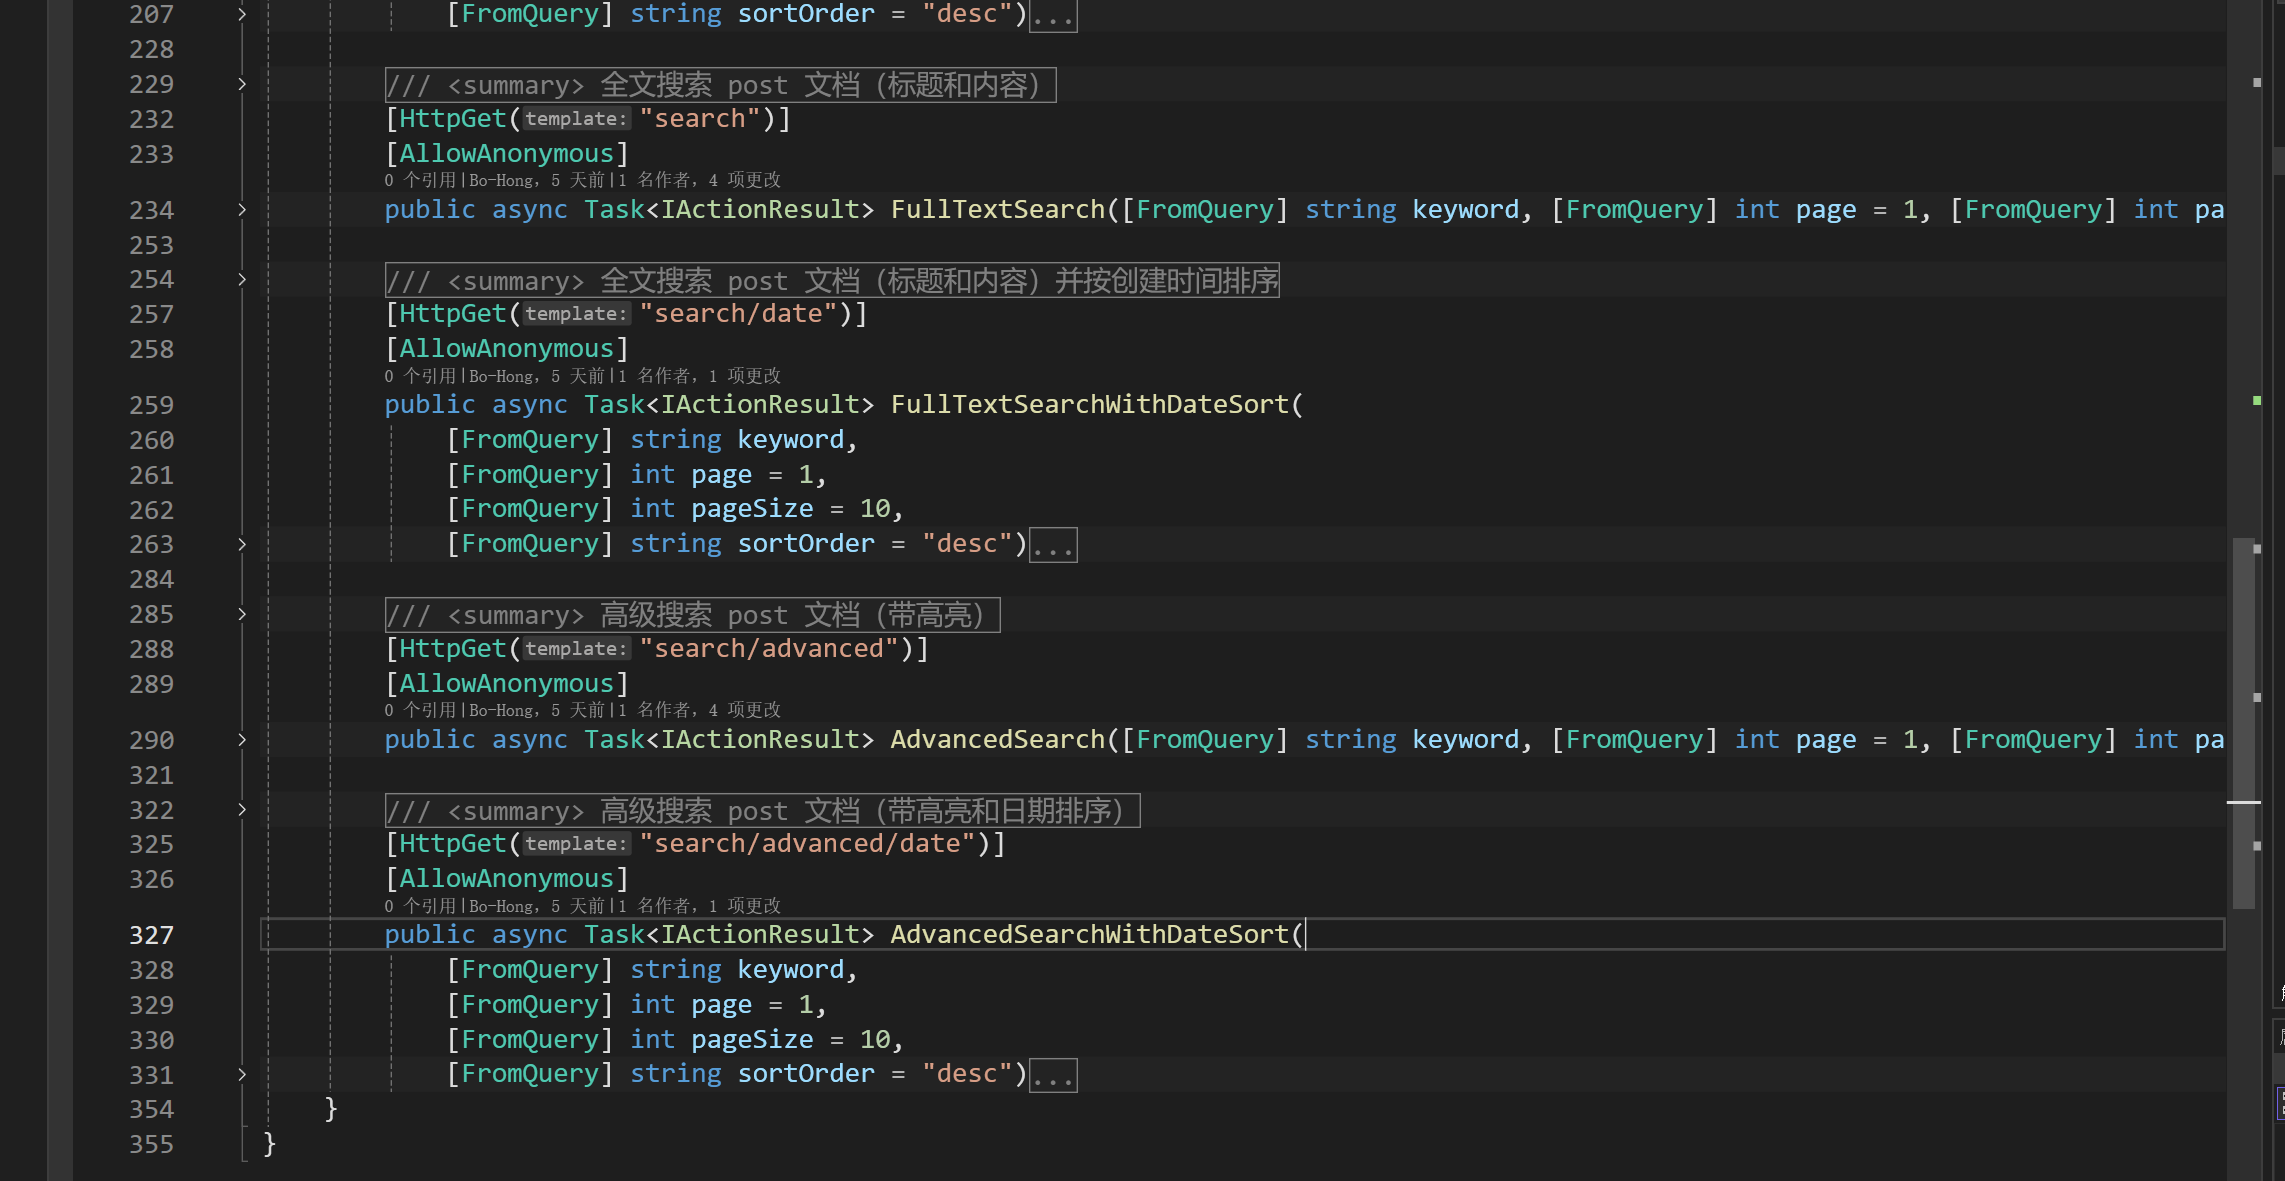 207 [FromQuery] string sortOrder = "desc")...
228
229 /// <summary> 全文搜索 post 文档（标题和内容）
232 [HttpGet(template: "search")]
233 [AllowAnonymous]
0 个引用|Bo-Hong，5 天前|1 名作者，4 项更改
234 public async Task<IActionResult> FullTextSearch([FromQuery] string keyword, [FromQuery] int page = 1, [FromQuery] int pa
253
254 /// <summary> 全文搜索 post 文档（标题和内容）并按创建时间排序
257 [HttpGet(template: "search/date")]
258 [AllowAnonymous]
0 个引用|Bo-Hong，5 天前|1 名作者，1 项更改
259 public async Task<IActionResult> FullTextSearchWithDateSort(
260 [FromQuery] string keyword,
261 [FromQuery] int page = 1,
262 [FromQuery] int pageSize = 10,
263 [FromQuery] string sortOrder = "desc")...
284
285 /// <summary> 高级搜索 post 文档（带高亮）
288 [HttpGet(template: "search/advanced")]
289 [AllowAnonymous]
0 个引用|Bo-Hong，5 天前|1 名作者，4 项更改
290 public async Task<IActionResult> AdvancedSearch([FromQuery] string keyword, [FromQuery] int page = 1, [FromQuery] int pa
321
322 /// <summary> 高级搜索 post 文档（带高亮和日期排序）
325 [HttpGet(template: "search/advanced/date")]
326 [AllowAnonymous]
0 个引用|Bo-Hong，5 天前|1 名作者，1 项更改
327 public async Task<IActionResult> AdvancedSearchWithDateSort(
328 [FromQuery] string keyword,
329 [FromQuery] int page = 1,
330 [FromQuery] int pageSize = 10,
331 [FromQuery] string sortOrder = "desc")...
354 }
355 }